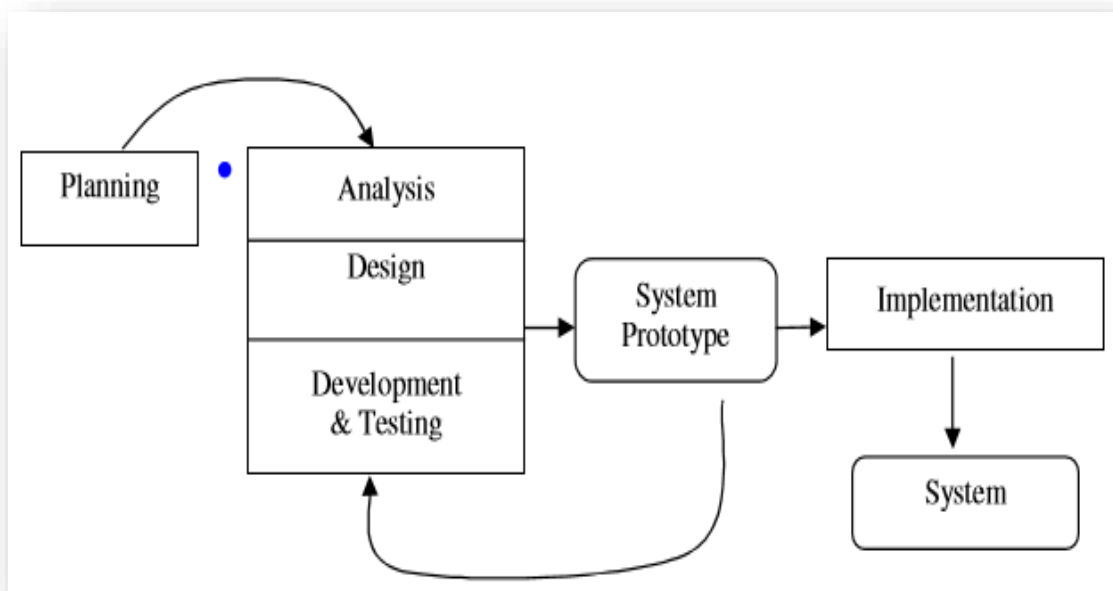 Planning
Analysis
Design
Development
& Testing
System
Prototype
Implementation
System